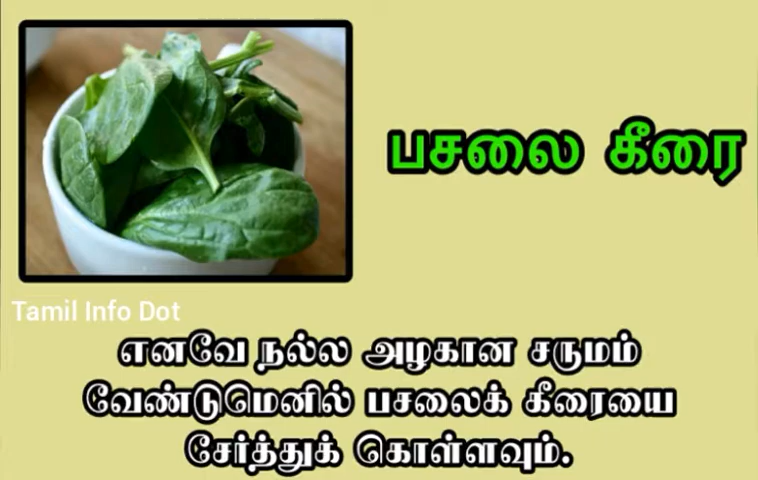 பசலை கீரை
Tamil Info Dot
எனவே நல்ல அழகான சருமம்
வேண்டுமெனில் பசலைக் கீரையை
சேர்த்துக் கொள்ளவும்.